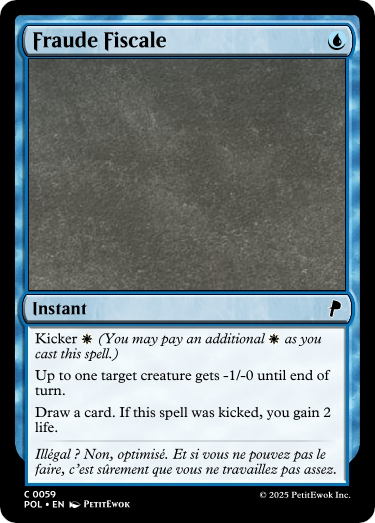 Fraude Fiscale
Instant
Kicker (You may pay an additional as you
cast this spell.)
Up to one target creature gets -1/-0 until end of
turn.
Draw a card. If this spell was kicked, you gain 2
life.
Illégal ? Non, optimisé. Et si vous ne pouvez pas le
faire, c'est sûrement que vous ne travaillez pas assez.
C 0059
POL • EN PetitEwok
© 2025 PetitEwok Inc.